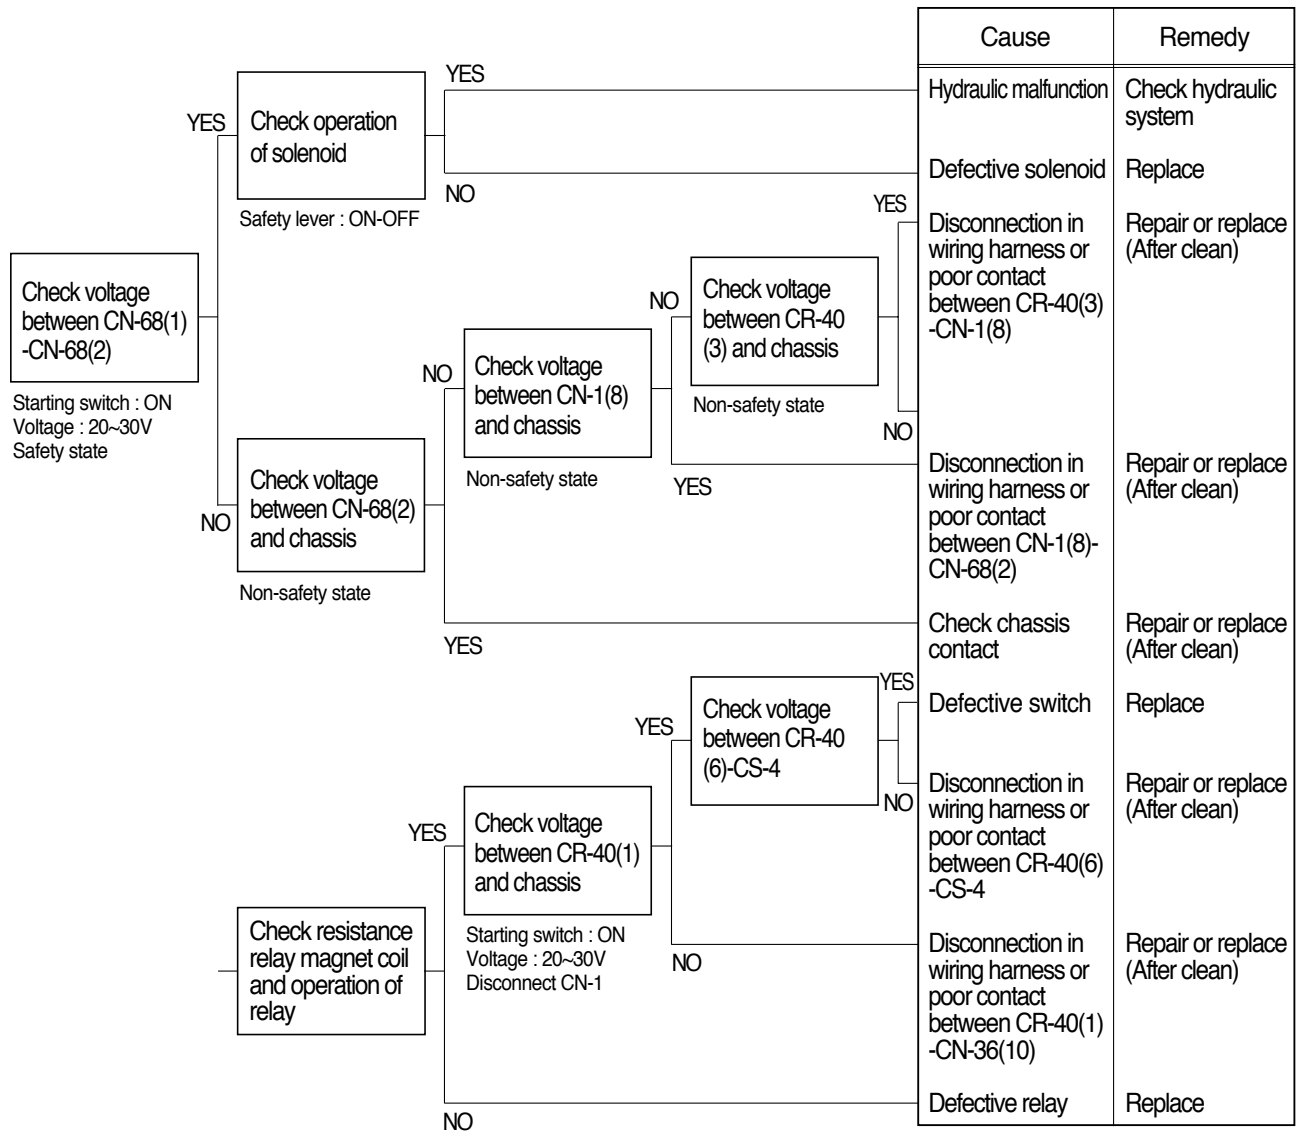 Cause
Remedy
YES
Hydraulic malfunction
Check hydraulic
system
YES
Check operation
of solenoid
NO
Defective solenoid
Replace
Safety lever : ON-OFF
YES
Disconnection in
wiring harness or
poor contact
between CR-40(3)
-CN-1(8)
Repair or replace
(After clean)
Check voltage
between CN-68(1)
-CN-68(2)
Starting switch : ON
Voltage : 20~30V
Safety state
NO
Check voltage
between CR-40
(3) and chassis
Non-safety state
NO
NO
Check voltage
between CN-1(8)
and chassis
Non-safety state
YES
Disconnection in
wiring harness or
poor contact
between CN-1(8)-
CN-68(2)
Repair or replace
(After clean)
NO
Check voltage
between CN-68(2)
and chassis
Non-safety state
YES
Check chassis
contact
Repair or replace
(After clean)
YES
Defective switch
Replace
YES
Check voltage
between CR-40
(6)-CS-4
NO
Disconnection in
wiring harness or
poor contact
between CR-40(6)
-CS-4
Repair or replace
(After clean)
YES
Check voltage
between CR-40(1)
and chassis
Starting switch : ON
Voltage : 20~30V
Disconnect CN-1
NO
Disconnection in
wiring harness or
poor contact
between CR-40(1)
-CN-36(10)
Repair or replace
(After clean)
Check resistance
relay magnet coil
and operation of
relay
NO
Defective relay
Replace